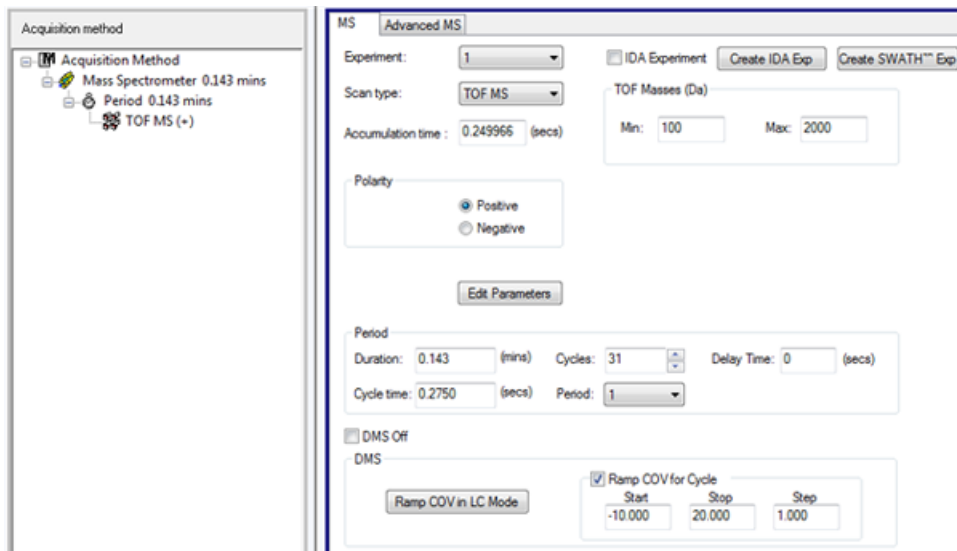 Acquisition method
Acquisition Method
Mass Spectrometer 0.143 mins
Period 0.143 mins
TOF MS (+)
MS Advanced MS
Experiment: 1 IDA Experiment Create IDA Exp Create SWATH™ Exp
Scan type: TOF MS TOF Masses (Da)
Accumulation time : 0.249966 (secs) Min: 100 Max: 2000
Polarity
Positive
Negative
Edit Parameters
Period
Duration: 0.143 (mins) Cycles: 31 Delay Time: 0 (secs)
Cycle time: 0.2750 (secs) Period: 1
DMS Off
DMS
Ramp COV for Cycle
Ramp COV in LC Mode Start Stop Step
-10.000 20.000 1.000